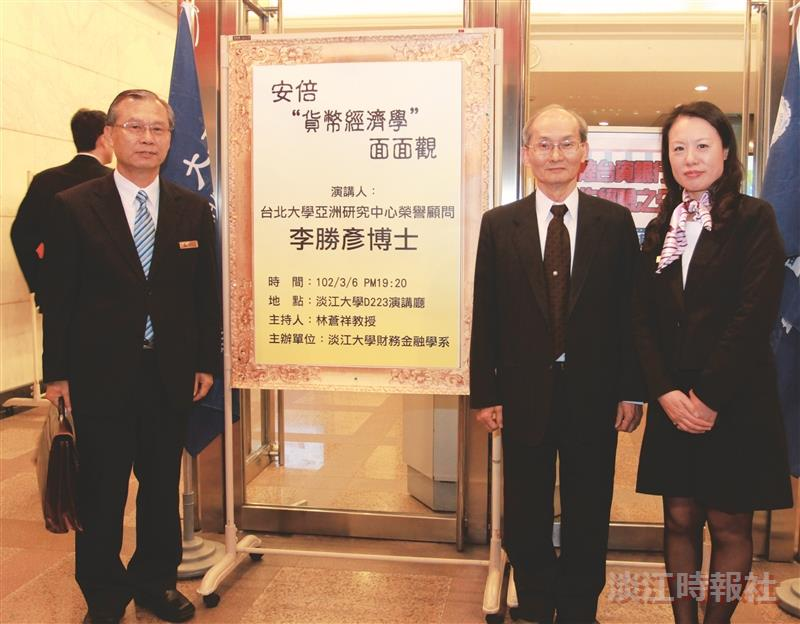 安倍
“貨幣經濟學”
面面觀
演講人：
台北大學亞洲研究中心榮譽顧問
李勝彥博士
時　間：102/3/6 PM19:20
地　點：淡江大學D223演講廳
主持人：林蒼祥教授
主辦單位：淡江大學財務金融學系
淡江時報社